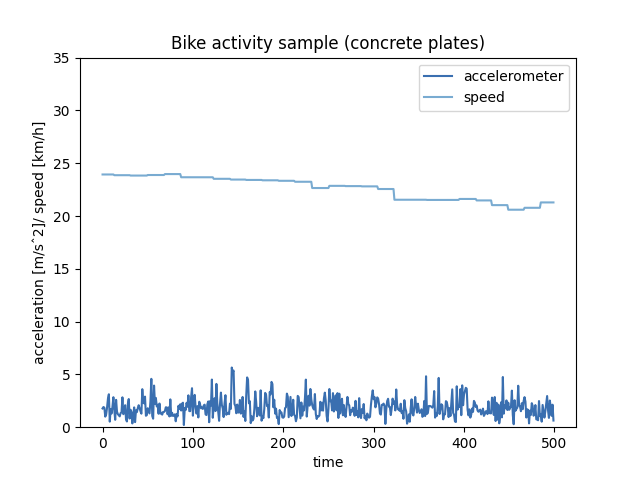 Bike activity sample (concrete plates)
accelerometer
speed
acceleration [m/sˆ2]/ speed [km/h]
35
30
25
20
15
10
5
0
0 100 200 300 400 500
time